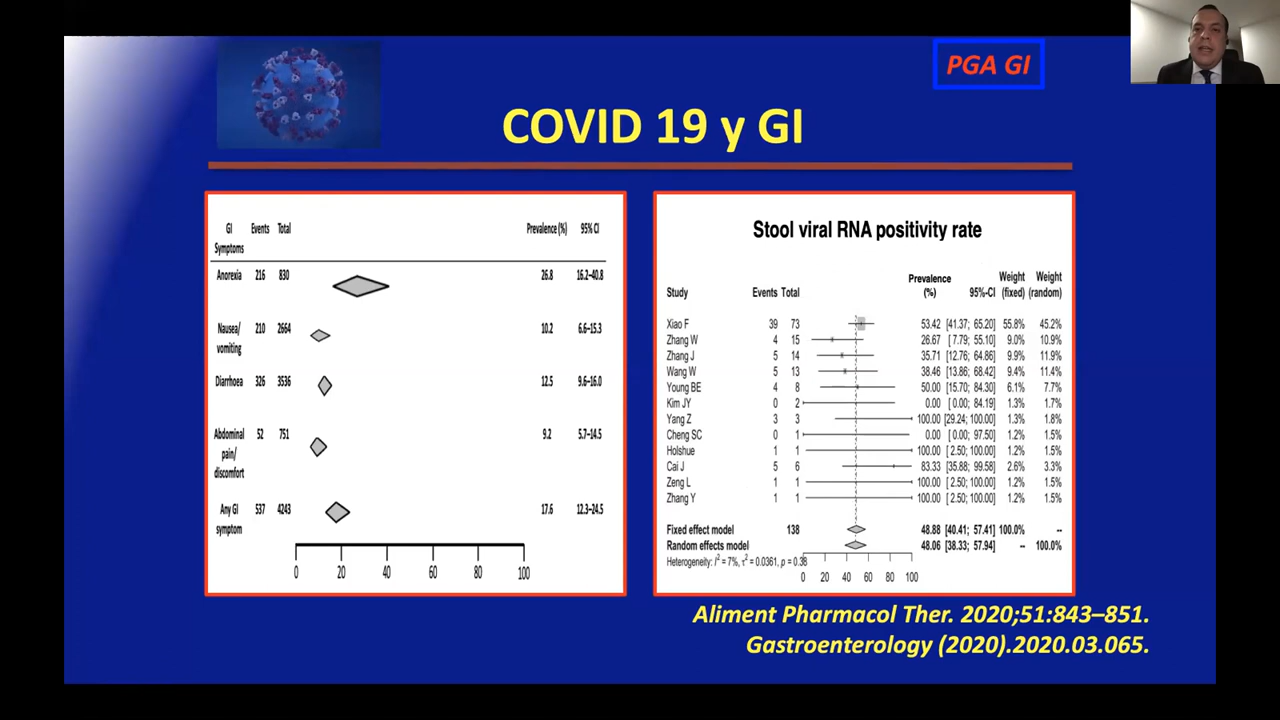 PGA GI
COVID 19 y GI
GI Symptoms Events Total Prevalence (%) 95% CI
Anorexia 216 830 26.8 16.2–40.8
Nausea/ vomiting 210 2664 10.2 6.6–15.3
Diarrhoea 326 3536 12.5 9.6–16.0
Abdominal pain/ discomfort 52 751 9.2 5.7–14.5
Any GI symptom 537 4243 17.6 12.3–24.5
0 20 40 60 80 100
Stool viral RNA positivity rate
Study Events Total Prevalence (%) 95%-CI Weight (fixed) Weight (random)
Xiao F 39 73 53.42 [41.37; 65.20] 55.8% 45.2%
Zhang W 4 15 26.67 [ 7.79; 55.10] 9.0% 10.9%
Zhang J 5 14 35.71 [12.76; 64.86] 9.9% 11.9%
Wang W 5 13 38.46 [13.86; 68.42] 9.4% 11.4%
Young BE 4 8 50.00 [15.70; 84.30] 6.1% 7.7%
Kim JY 0 2 0.00 [ 0.00; 84.19] 1.3% 1.7%
Yang Z 3 3 100.00 [29.24; 100.00] 1.3% 1.8%
Cheng SC 0 1 0.00 [ 0.00; 97.50] 1.2% 1.5%
Holshue 1 1 100.00 [ 2.50; 100.00] 1.2% 1.5%
Cai J 5 6 83.33 [35.88; 99.58] 2.6% 3.3%
Zeng L 1 1 100.00 [ 2.50; 100.00] 1.2% 1.5%
Zhang Y 1 1 100.00 [ 2.50; 100.00] 1.2% 1.5%
Fixed effect model 138 48.88 [40.41; 57.41] 100.0% --
Random effects model 48.06 [38.33; 57.94] -- 100.0%
Heterogeneity: I² = 7%, τ² = 0.0361, p = 0.38
0 20 40 60 80 100
Aliment Pharmacol Ther. 2020;51:843–851.
Gastroenterology (2020).2020.03.065.